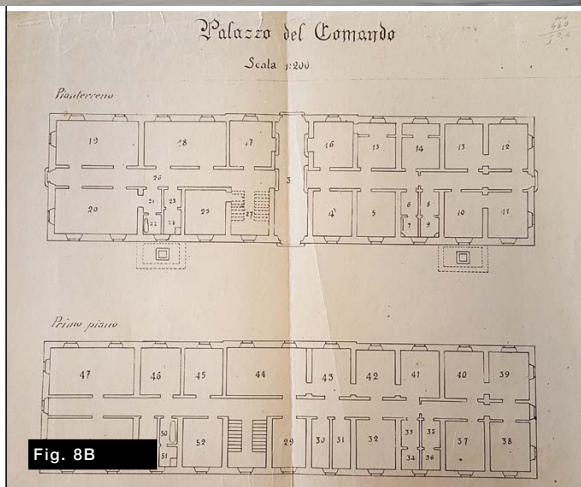 Palazzo del Comando
Scala 1:200
Pianterreno
19 18 17 16 15 14 13 12
3
26
21 23
20 22 24 25 27 4 5 6 8 10 11
7 9
Primo piano
47 46 45 44 43 42 41 40 39
50 52 29 30 31 32 33 35 37 38
51 34 36
Fig. 8B